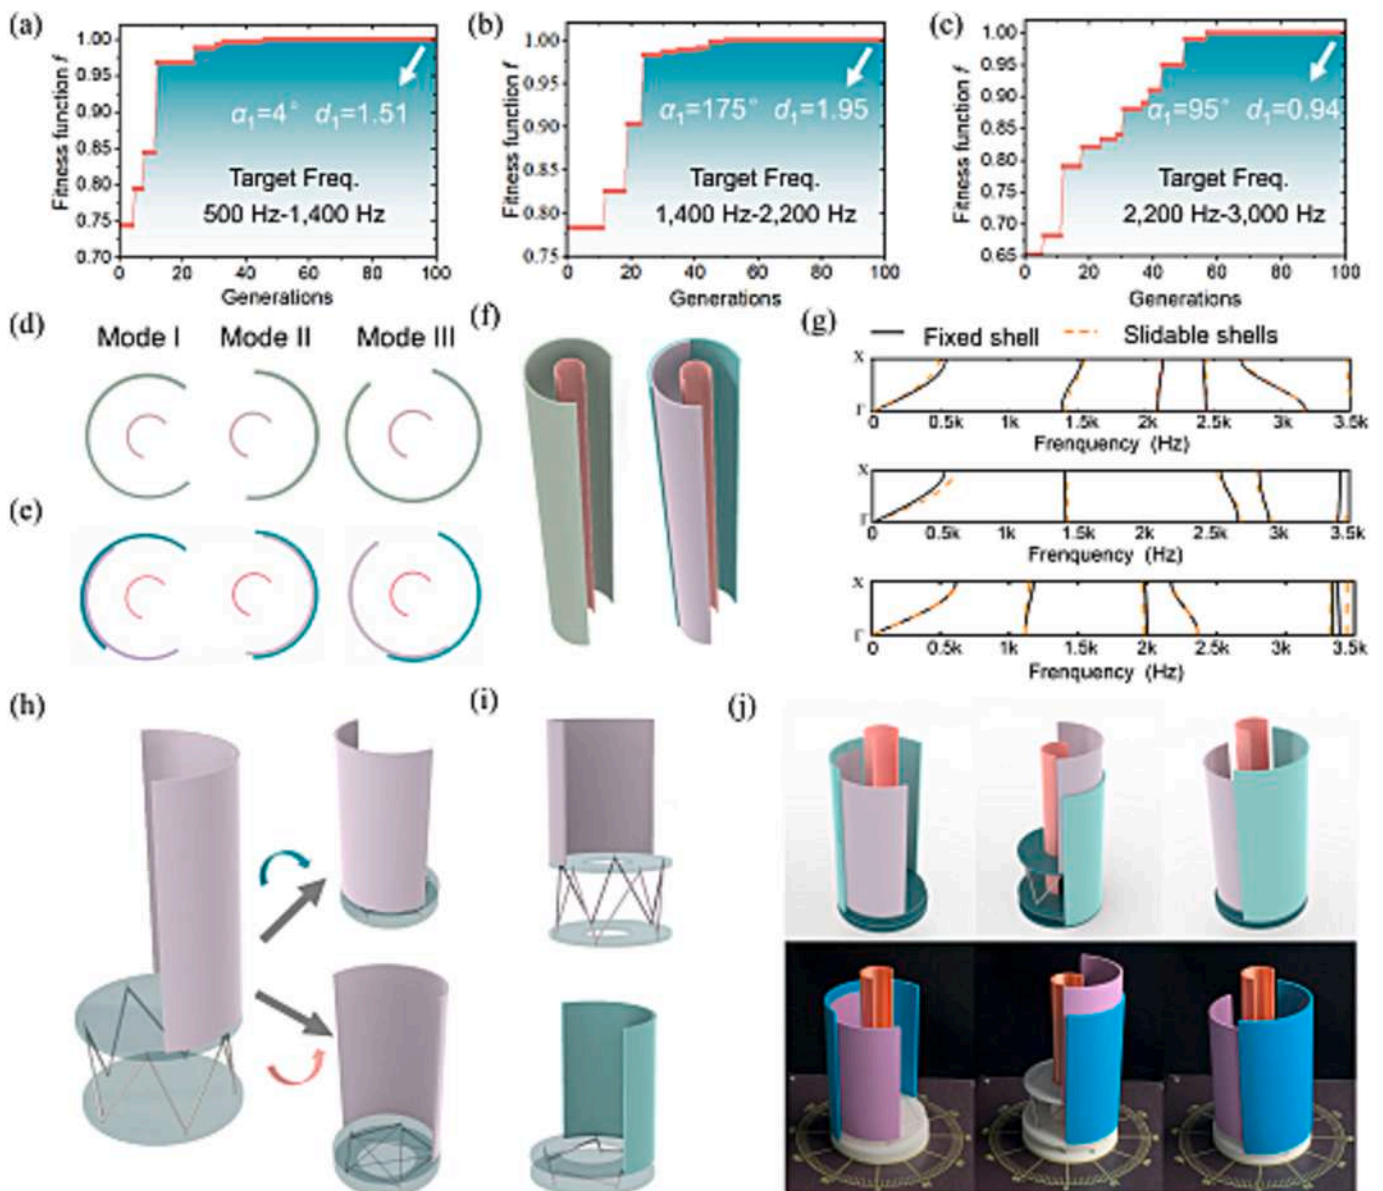 (a)
1.00
0.95
0.90
0.85
0.80
0.75
0.70
Fitness function f
α1=4° d1=1.51
Target Freq.
500 Hz-1,400 Hz
0 20 40 60 80 100
Generations
(b)
1.00
0.95
0.90
0.85
0.80
0.75
Fitness function f
α1=175° d1=1.95
Target Freq.
1,400 Hz-2,200 Hz
0 20 40 60 80 100
Generations
(c)
1.00
0.95
0.90
0.85
0.80
0.75
0.70
0.65
Fitness function f
α1=95° d1=0.94
Target Freq.
2,200 Hz-3,000 Hz
0 20 40 60 80 100
Generations
(d)
Mode I Mode II Mode III
(e)
(f)
(g)
Fixed shell Slidable shells
X
Γ
0 0.5k 1k 1.5k 2k 2.5k 3k 3.5k
Frenquency (Hz)
X
Γ
0 0.5k 1k 1.5k 2k 2.5k 3k 3.5k
Frenquency (Hz)
X
Γ
0 0.5k 1k 1.5k 2k 2.5k 3k 3.5k
Frenquency (Hz)
(h)
(i)
(j)